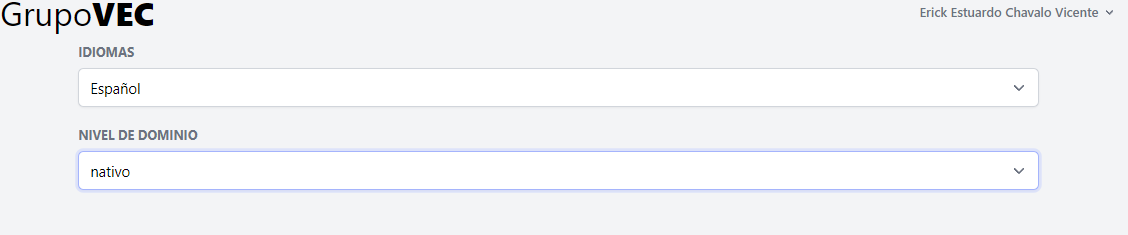 GrupoVEC
Erick Estuardo Chavalo Vicente
IDIOMAS
Español
NIVEL DE DOMINIO
nativo